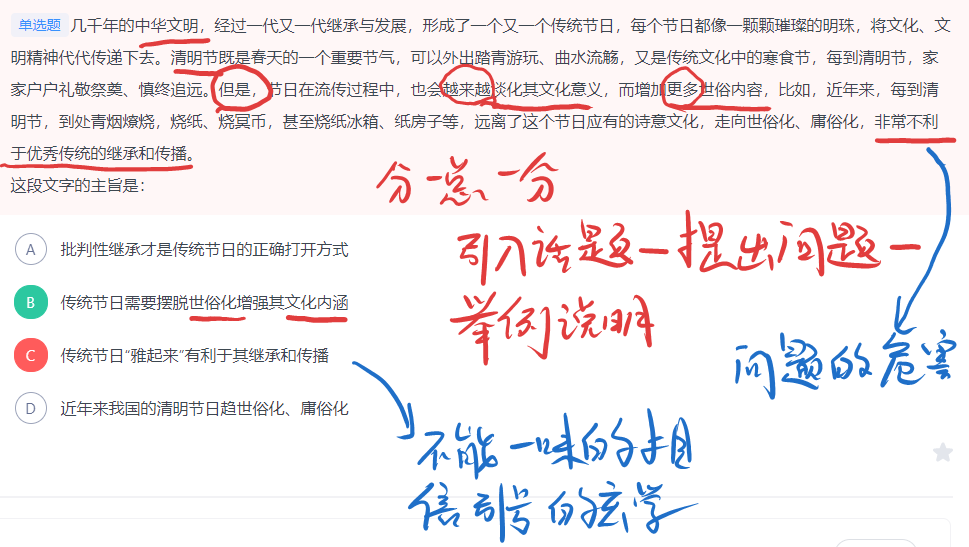 单选题 几千年的中华文明，经过一代又一代继承与发展，形成了一个又一个传统节日，每个节日都像一颗颗璀璨的明珠，将文化、文
明精神代代传递下去。清明节既是春天的一个重要节气，可以外出踏青游玩、曲水流觞，又是传统文化中的寒食节，每到清明节，家
家户户礼敬祭奠、慎终追远。但是，节日在流传过程中，也会越来越淡化其文化意义，而增加更多世俗内容，比如，近年来，每到清
明节，到处青烟燎烧，烧纸、烧冥币，甚至烧纸冰箱、纸房子等，远离了这个节日应有的诗意文化，走向世俗化、庸俗化，非常不利
于优秀传统的继承和传播。
这段文字的主旨是：
分一总一分
A 批判性继承才是传统节日的正确打开方式
引入话题一提出问题一
举例说明
B 传统节日需要摆脱世俗化增强其文化内涵
C 传统节日“雅起来”有利于其继承和传播
问题的危害
D 近年来我国的清明节日趋世俗化、庸俗化
不能一味的盲目
信引号的玄学